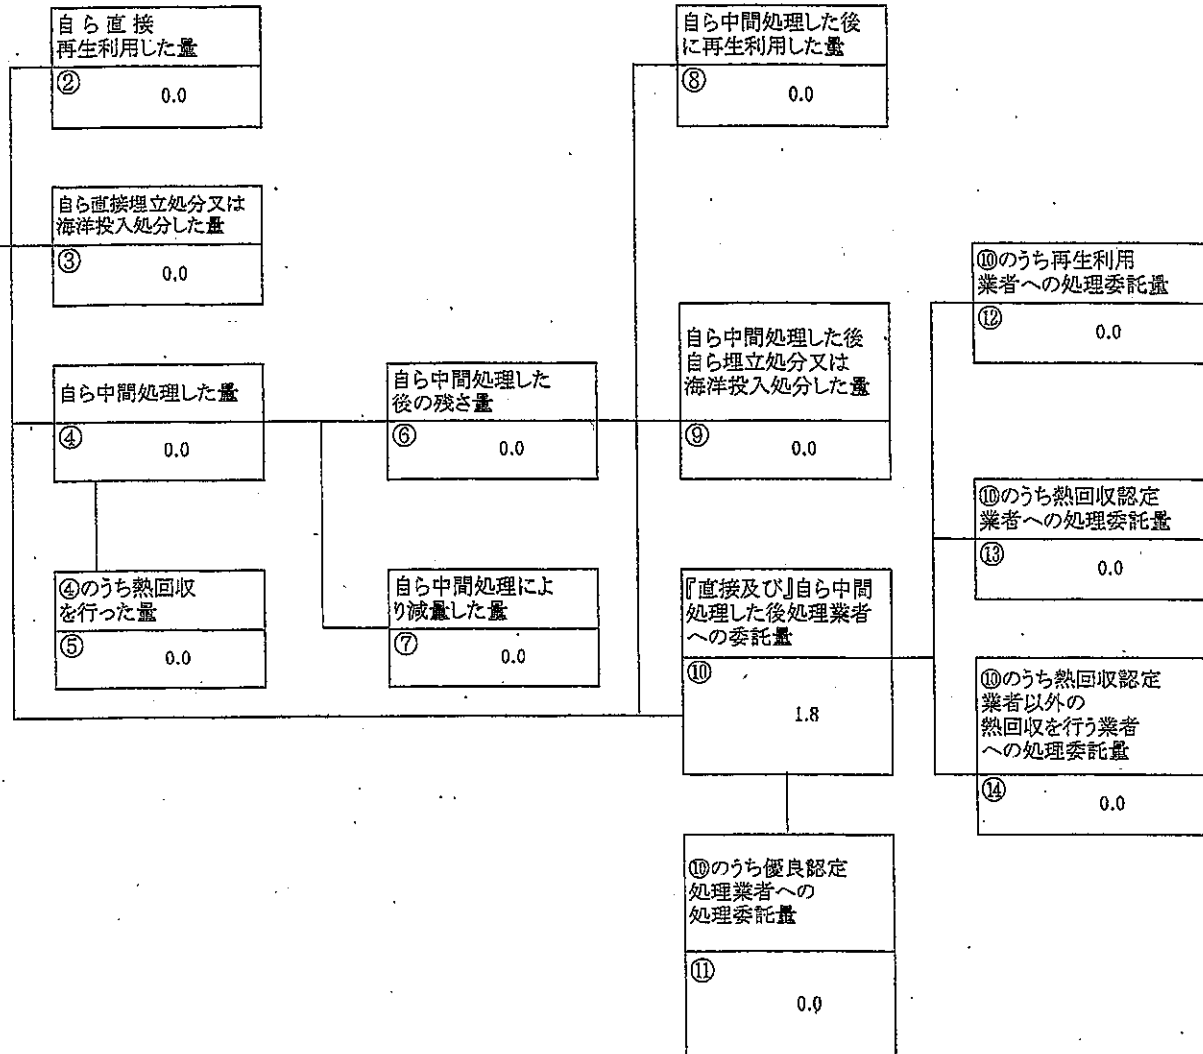 自ら直接
再生利用した量
②
0.0
自ら中間処理した後
に再生利用した量
⑧
0.0
自ら直接埋立処分又は
海洋投入処分した量
③
0.0
⑩のうち再生利用
業者への処理委託量
⑫
0.0
自ら中間処理した量
④
0.0
自ら中間処理した
後の残さ量
⑥
0.0
自ら中間処理した後
自ら埋立処分又は
海洋投入処分した量
⑨
0.0
⑩のうち熱回収認定
業者への処理委託量
⑬
0.0
④のうち熱回収
を行った量
⑤
0.0
自ら中間処理によ
り減量した量
⑦
0.0
『直接及び』自ら中間
処理した後処理業者
への委託量
⑩
1.8
⑩のうち熱回収認定
業者以外の
熱回収を行う業者
への処理委託量
⑭
0.0
⑩のうち優良認定
処理業者への
処理委託量
⑪
0.0